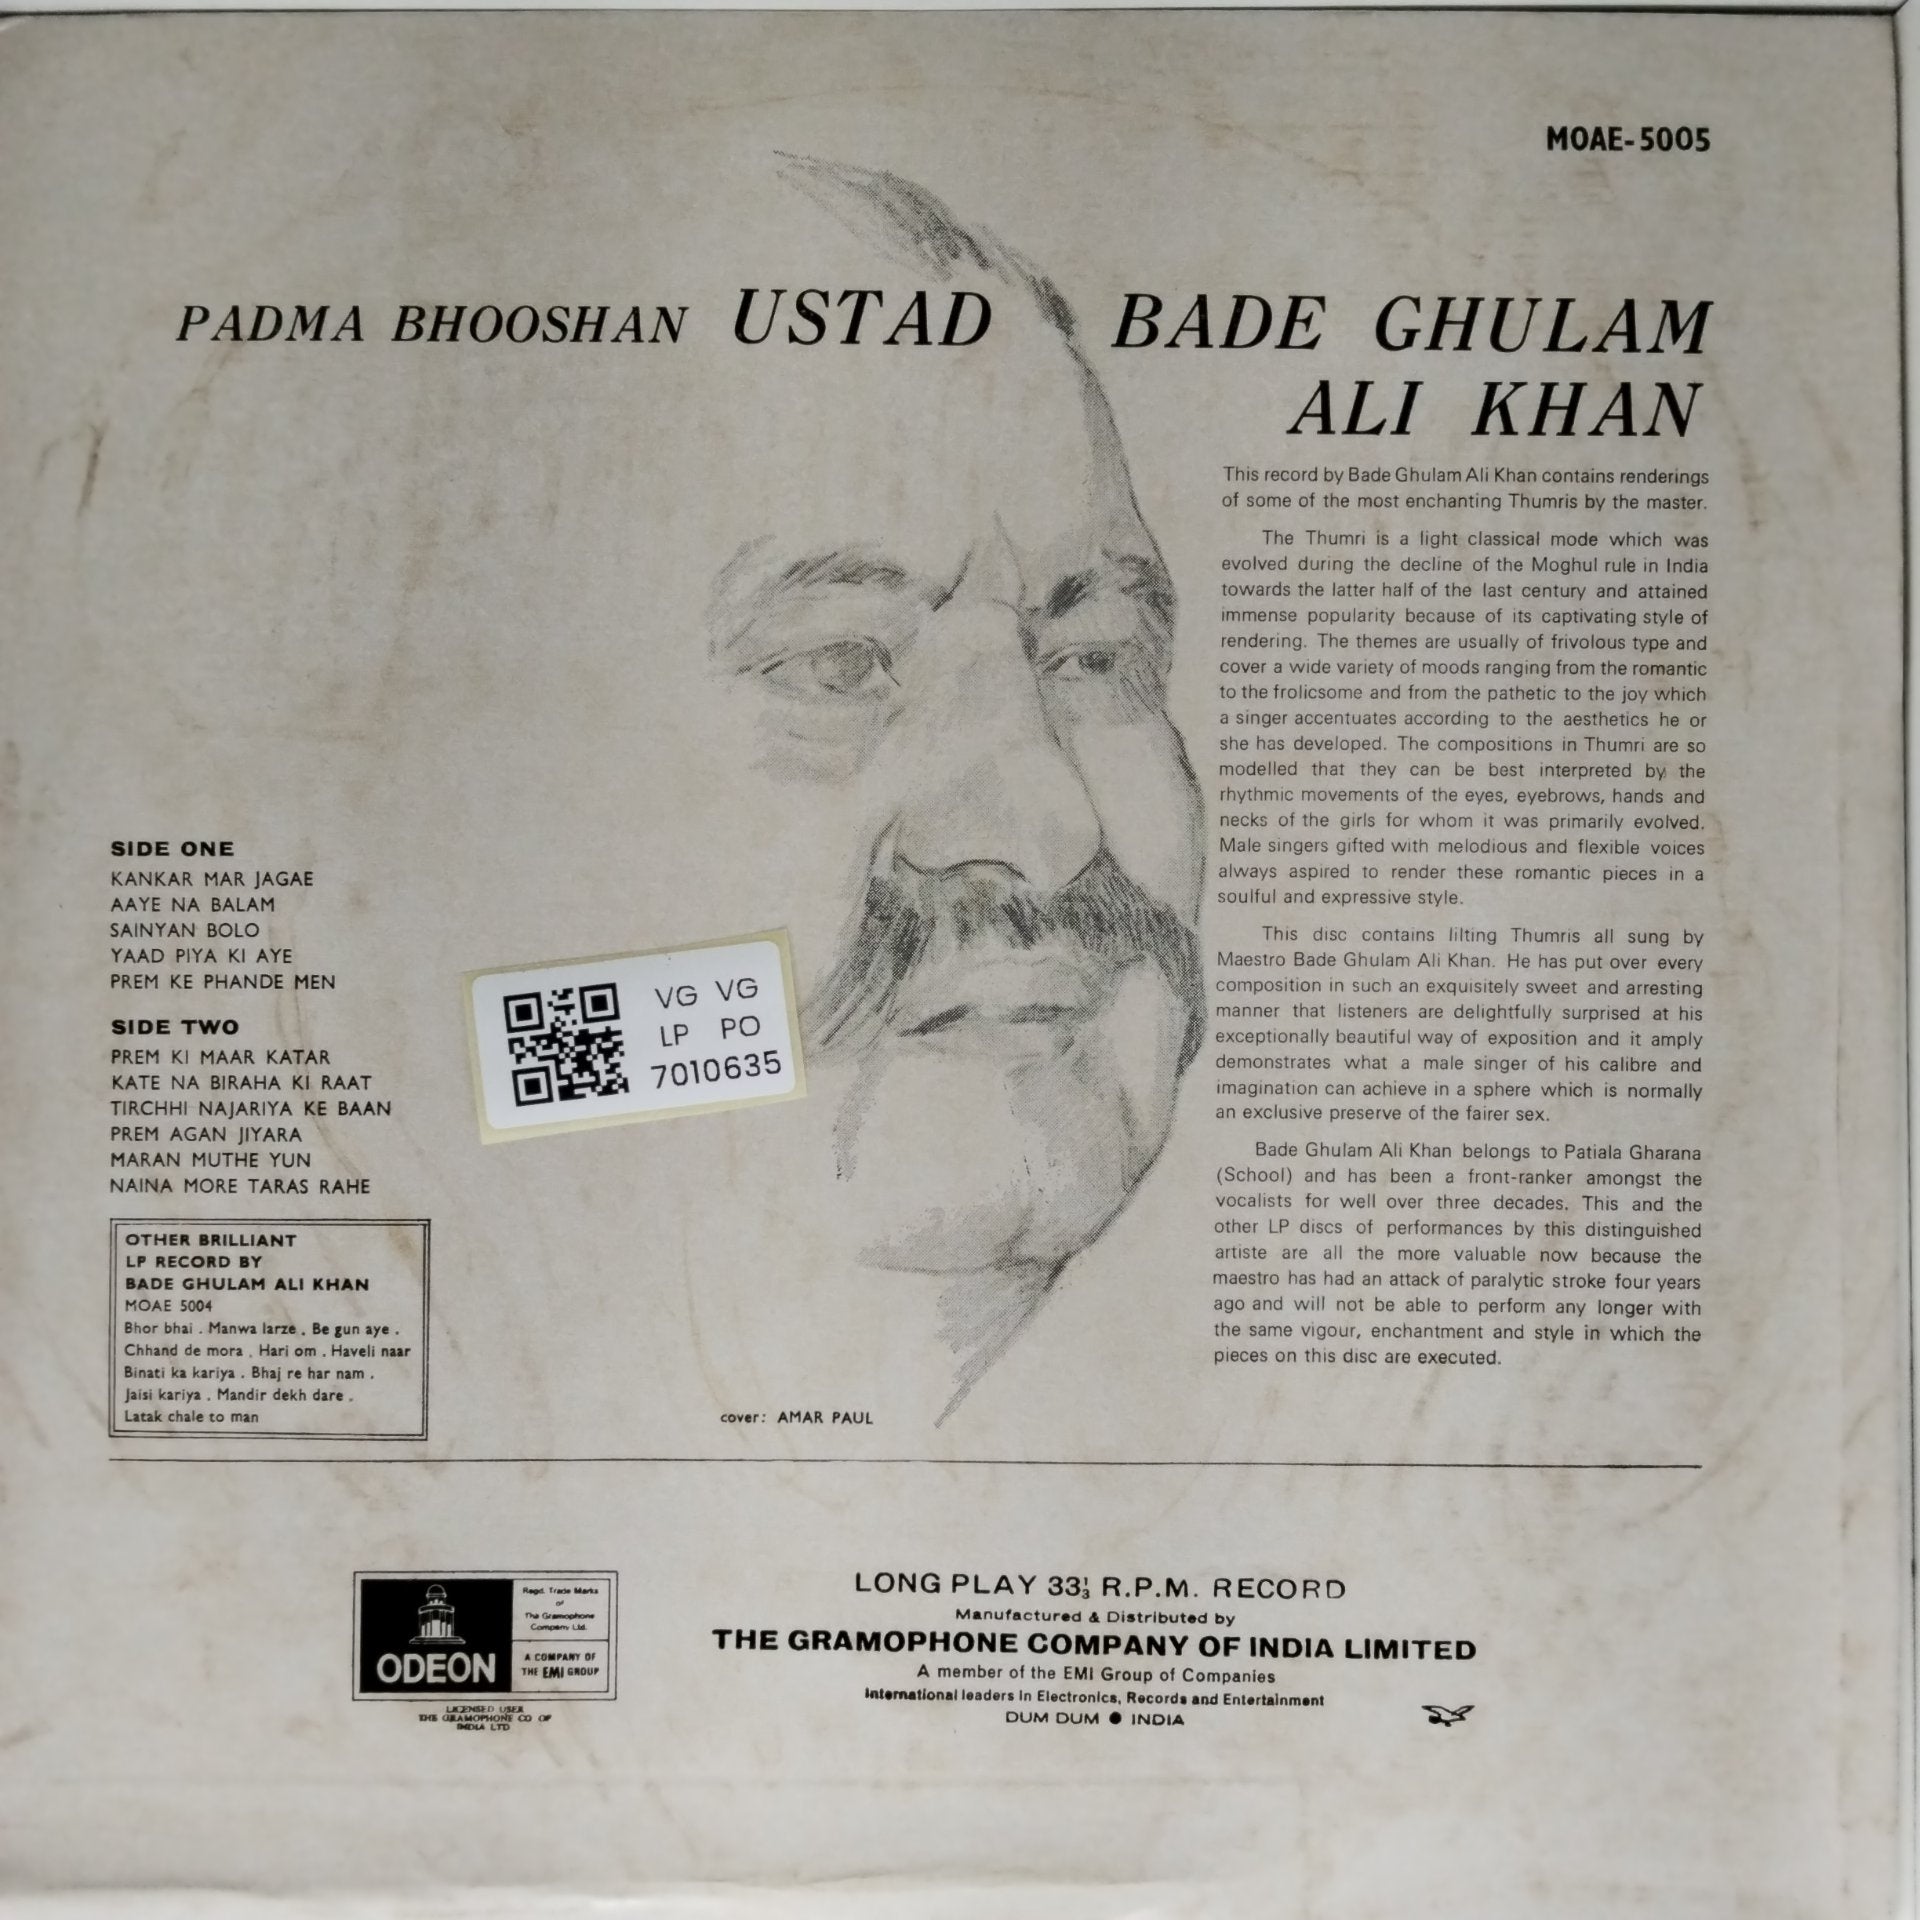 MOAE-5005
PADMA BHOOSHAN USTAD BADE GHULAM
ALI KHAN
This record by Bade Ghulam Ali Khan contains renderings
of some of the most enchanting Thumris by the master.
The Thumri is a light classical mode which was
evolved during the decline of the Moghul rule in India
towards the latter half of the last century and attained
immense popularity because of its captivating style of
rendering. The themes are usually of frivolous type and
cover a wide variety of moods ranging from the romantic
to the frolicsome and from the pathetic to the joy which
a singer accentuates according to the aesthetics he or
she has developed. The compositions in Thumri are so
modelled that they can be best interpreted by the
rhythmic movements of the eyes, eyebrows, hands and
necks of the girls for whom it was primarily evolved.
Male singers gifted with melodious and flexible voices
always aspired to render these romantic pieces in a
soulful and expressive style.
This disc contains lilting Thumris all sung by
Maestro Bade Ghulam Ali Khan. He has put over every
composition in such an exquisitely sweet and arresting
manner that listeners are delightfully surprised at his
exceptionally beautiful way of exposition and it amply
demonstrates what a male singer of his calibre and
imagination can achieve in a sphere which is normally
an exclusive preserve of the fairer sex.
Bade Ghulam Ali Khan belongs to Patiala Gharana
(School) and has been a front-ranker amongst the
vocalists for well over three decades. This and the
other LP discs of performances by this distinguished
artiste are all the more valuable now because the
maestro has had an attack of paralytic stroke four years
ago and will not be able to perform any longer with
the same vigour, enchantment and style in which the
pieces on this disc are executed.
SIDE ONE
KANKAR MAR JAGAE
AAYE NA BALAM
SAINYAN BOLO
YAAD PIYA KI AYE
PREM KE PHANDE MEN
SIDE TWO
PREM KI MAAR KATAR
KATE NA BIRAHA KI RAAT
TIRCHHI NAJARIYA KE BAAN
PREM AGAN JIYARA
MARAN MUTHE YUN
NAINA MORE TARAS RAHE
VG VG
LP PO
7010635
OTHER BRILLIANT
LP RECORD BY
BADE GHULAM ALI KHAN
MOAE 5004
Bhor bhai . Manwa larze . Be gun aye .
Chhand de mora . Hari om . Haveli naar
Binati ka kariya . Bhaj re har nam .
Jaisi kariya . Mandir dekh dare .
Latak chale to man
cover: AMAR PAUL
ODEON
Regd. Trade Marks
of
The Gramophone
Company Ltd.
A COMPANY OF
THE EMI GROUP
LICENSED USER
THE GRAMOPHONE CO OF
INDIA LTD
LONG PLAY 33⅓ R.P.M. RECORD
Manufactured & Distributed by
THE GRAMOPHONE COMPANY OF INDIA LIMITED
A member of the EMI Group of Companies
International leaders in Electronics, Records and Entertainment
DUM DUM ● INDIA